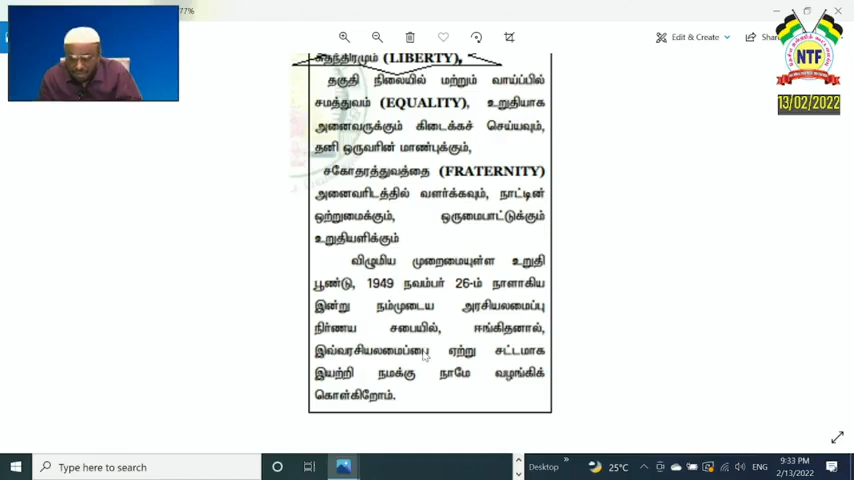 77%
Edit & Create
Shar
NTF
13/02/2022
சுதந்திரமும் (LIBERTY),
தகுதி நிலையில் மற்றும் வாய்ப்பில்
சமத்துவம் (EQUALITY), உறுதியாக
அனைவருக்கும் கிடைக்கச் செய்யவும்,
தனி ஒருவரின் மாண்புக்கும்,
சகோதரத்துவத்தை (FRATERNITY)
அனைவரிடத்தில் வளர்க்கவும், நாட்டின்
ஒற்றுமைக்கும், ஒருமைபாட்டுக்கும்
உறுதியளிக்கும்
விழுமிய முறைமையுள்ள உறுதி
பூண்டு, 1949 நவம்பர் 26-ம் நாளாகிய
இன்று நம்முடைய அரசியலமைப்பு
நிர்ணய சபையில், ஈங்கிதனால்,
இவ்வரசியலமைப்பை ஏற்று சட்டமாக
இயற்றி நமக்கு நாமே வழங்கிக்
கொள்கிறோம்.
Type here to search
Desktop
25°C
ENG
9:33 PM
2/13/2022